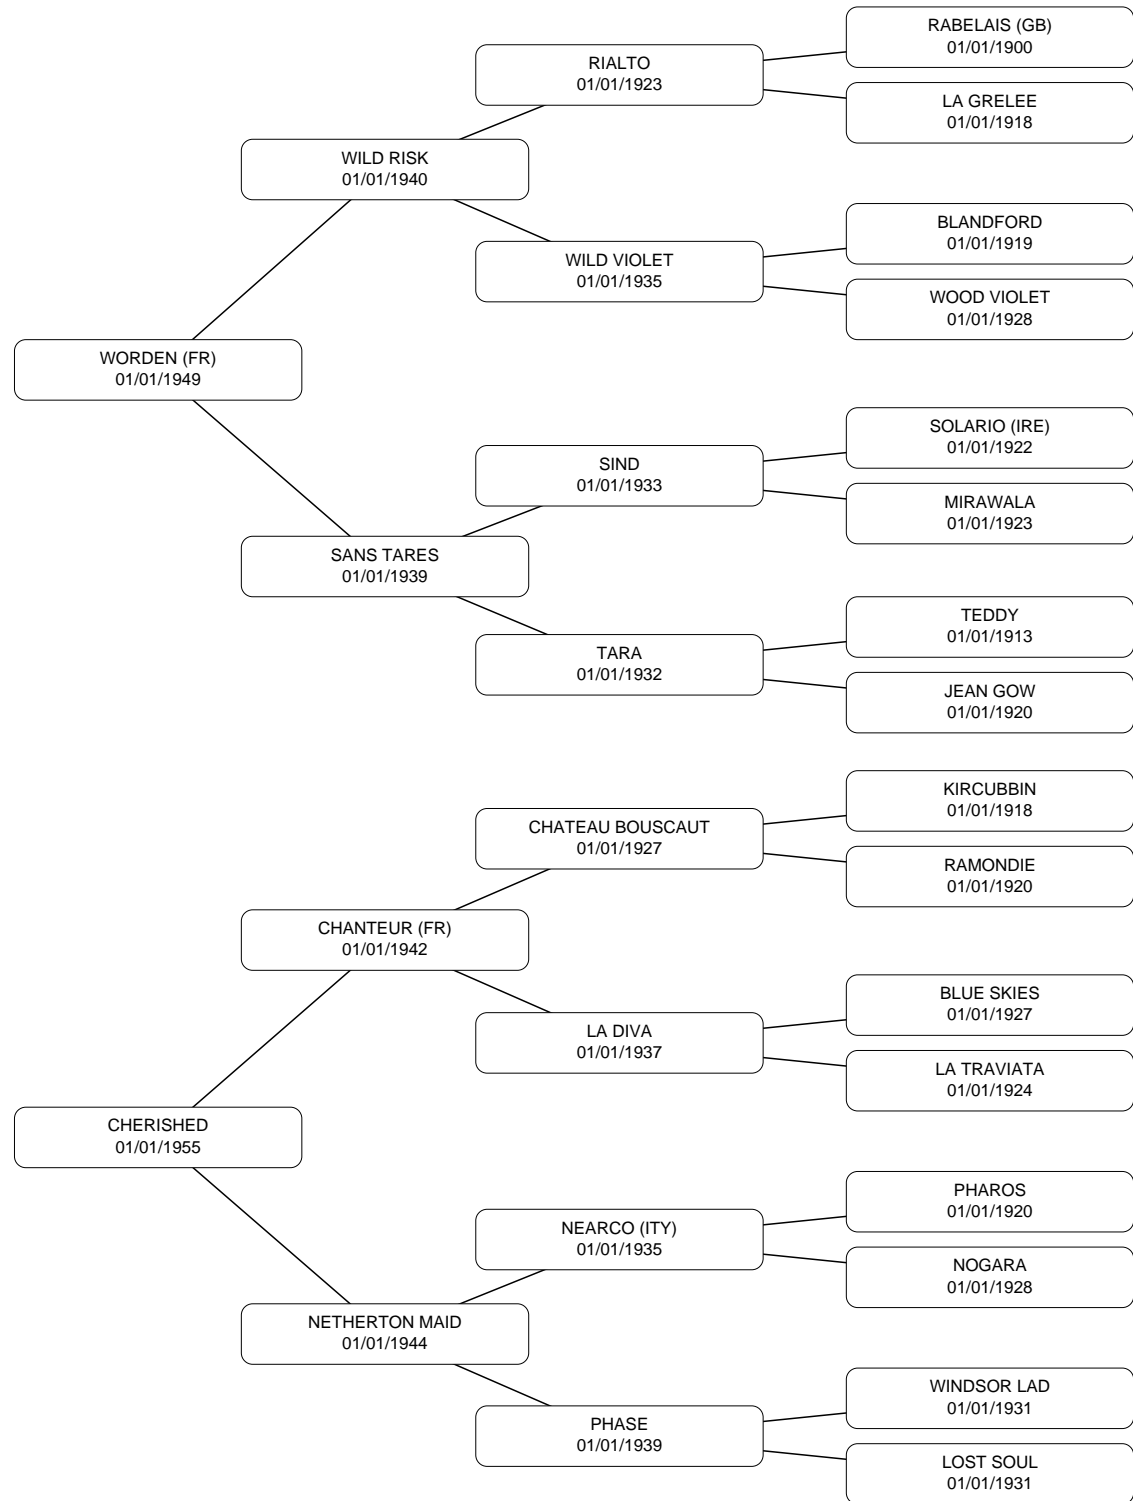 RABELAIS (GB)
01/01/1900
RIALTO
01/01/1923
LA GRELEE
01/01/1918
WILD RISK
01/01/1940
BLANDFORD
01/01/1919
WILD VIOLET
01/01/1935
WOOD VIOLET
01/01/1928
WORDEN (FR)
01/01/1949
SOLARIO (IRE)
01/01/1922
SIND
01/01/1933
MIRAWALA
01/01/1923
SANS TARES
01/01/1939
TEDDY
01/01/1913
TARA
01/01/1932
JEAN GOW
01/01/1920
KIRCUBBIN
01/01/1918
CHATEAU BOUSCAUT
01/01/1927
RAMONDIE
01/01/1920
CHANTEUR (FR)
01/01/1942
BLUE SKIES
01/01/1927
LA DIVA
01/01/1937
LA TRAVIATA
01/01/1924
CHERISHED
01/01/1955
PHAROS
01/01/1920
NEARCO (ITY)
01/01/1935
NOGARA
01/01/1928
NETHERTON MAID
01/01/1944
WINDSOR LAD
01/01/1931
PHASE
01/01/1939
LOST SOUL
01/01/1931